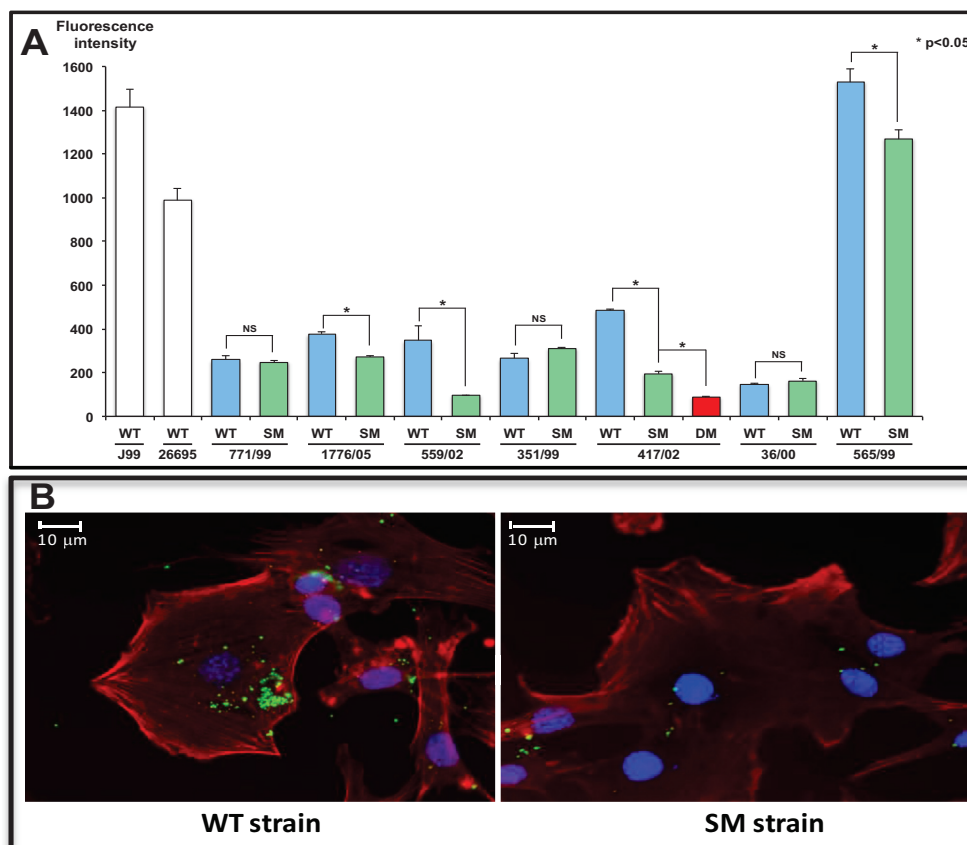 A
Fluorescence
intensity
* p<0.05
1600
1400
1200
1000
800
600
400
200
0
NS * * NS * * NS *
WT WT WT SM WT SM WT SM WT SM WT SM DM WT SM WT SM
J99 26695 771/99 1776/05 559/02 351/99 417/02 36/00 565/99
B
10 µm 10 µm
WT strain SM strain